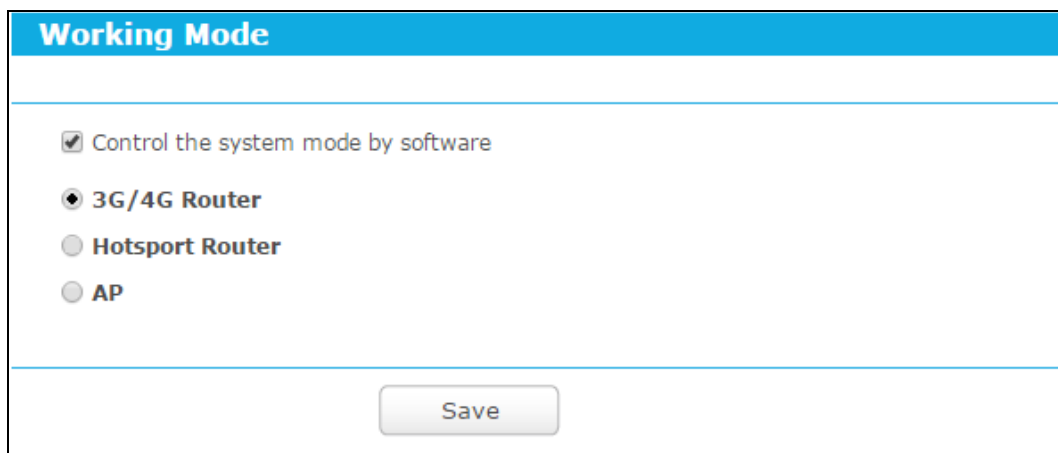 Working Mode
Control the system mode by software
3G/4G Router
Hotsport Router
AP
Save